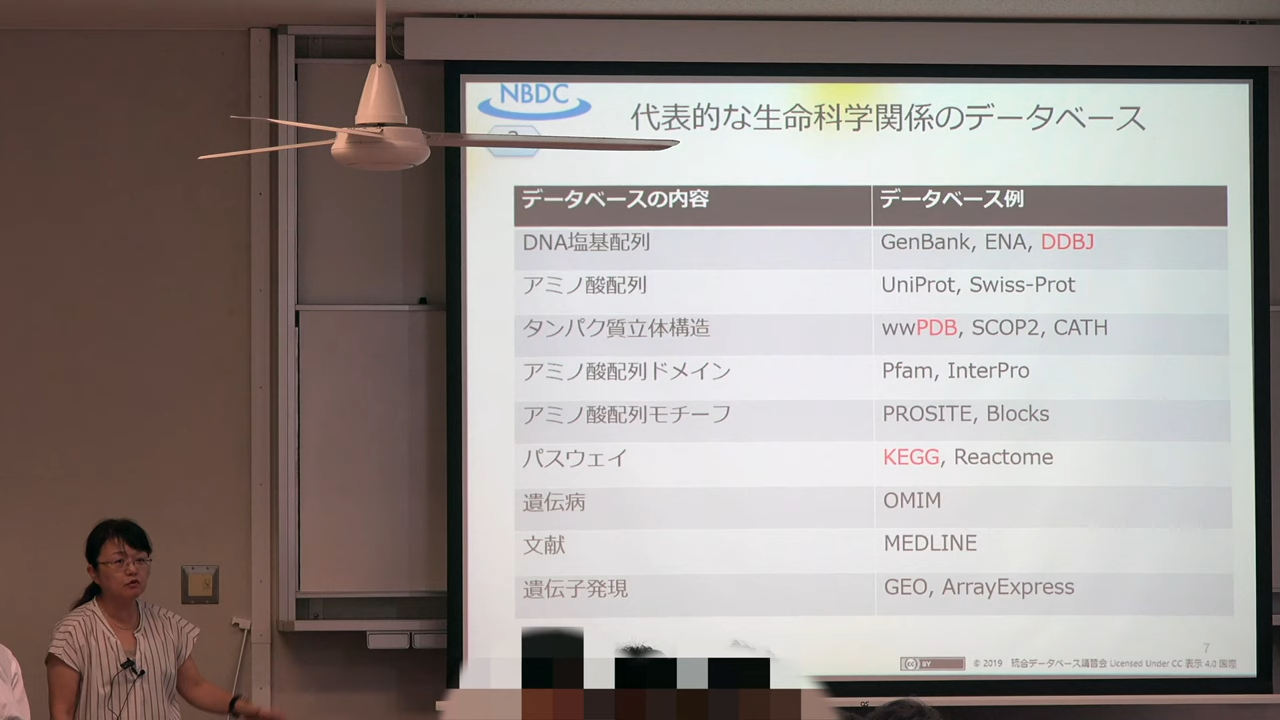 NBDC
代表的な生命科学関係のデータベース
データベースの内容 データベース例
DNA塩基配列 GenBank, ENA, DDBJ
アミノ酸配列 UniProt, Swiss-Prot
タンパク質立体構造 wwPDB, SCOP2, CATH
アミノ酸配列ドメイン Pfam, InterPro
アミノ酸配列モチーフ PROSITE, Blocks
パスウェイ KEGG, Reactome
遺伝病 OMIM
文献 MEDLINE
遺伝子発現 GEO, ArrayExpress
7
cc BY © 2019 統合データベース講習会 Licensed Under CC 表示 4.0 国際